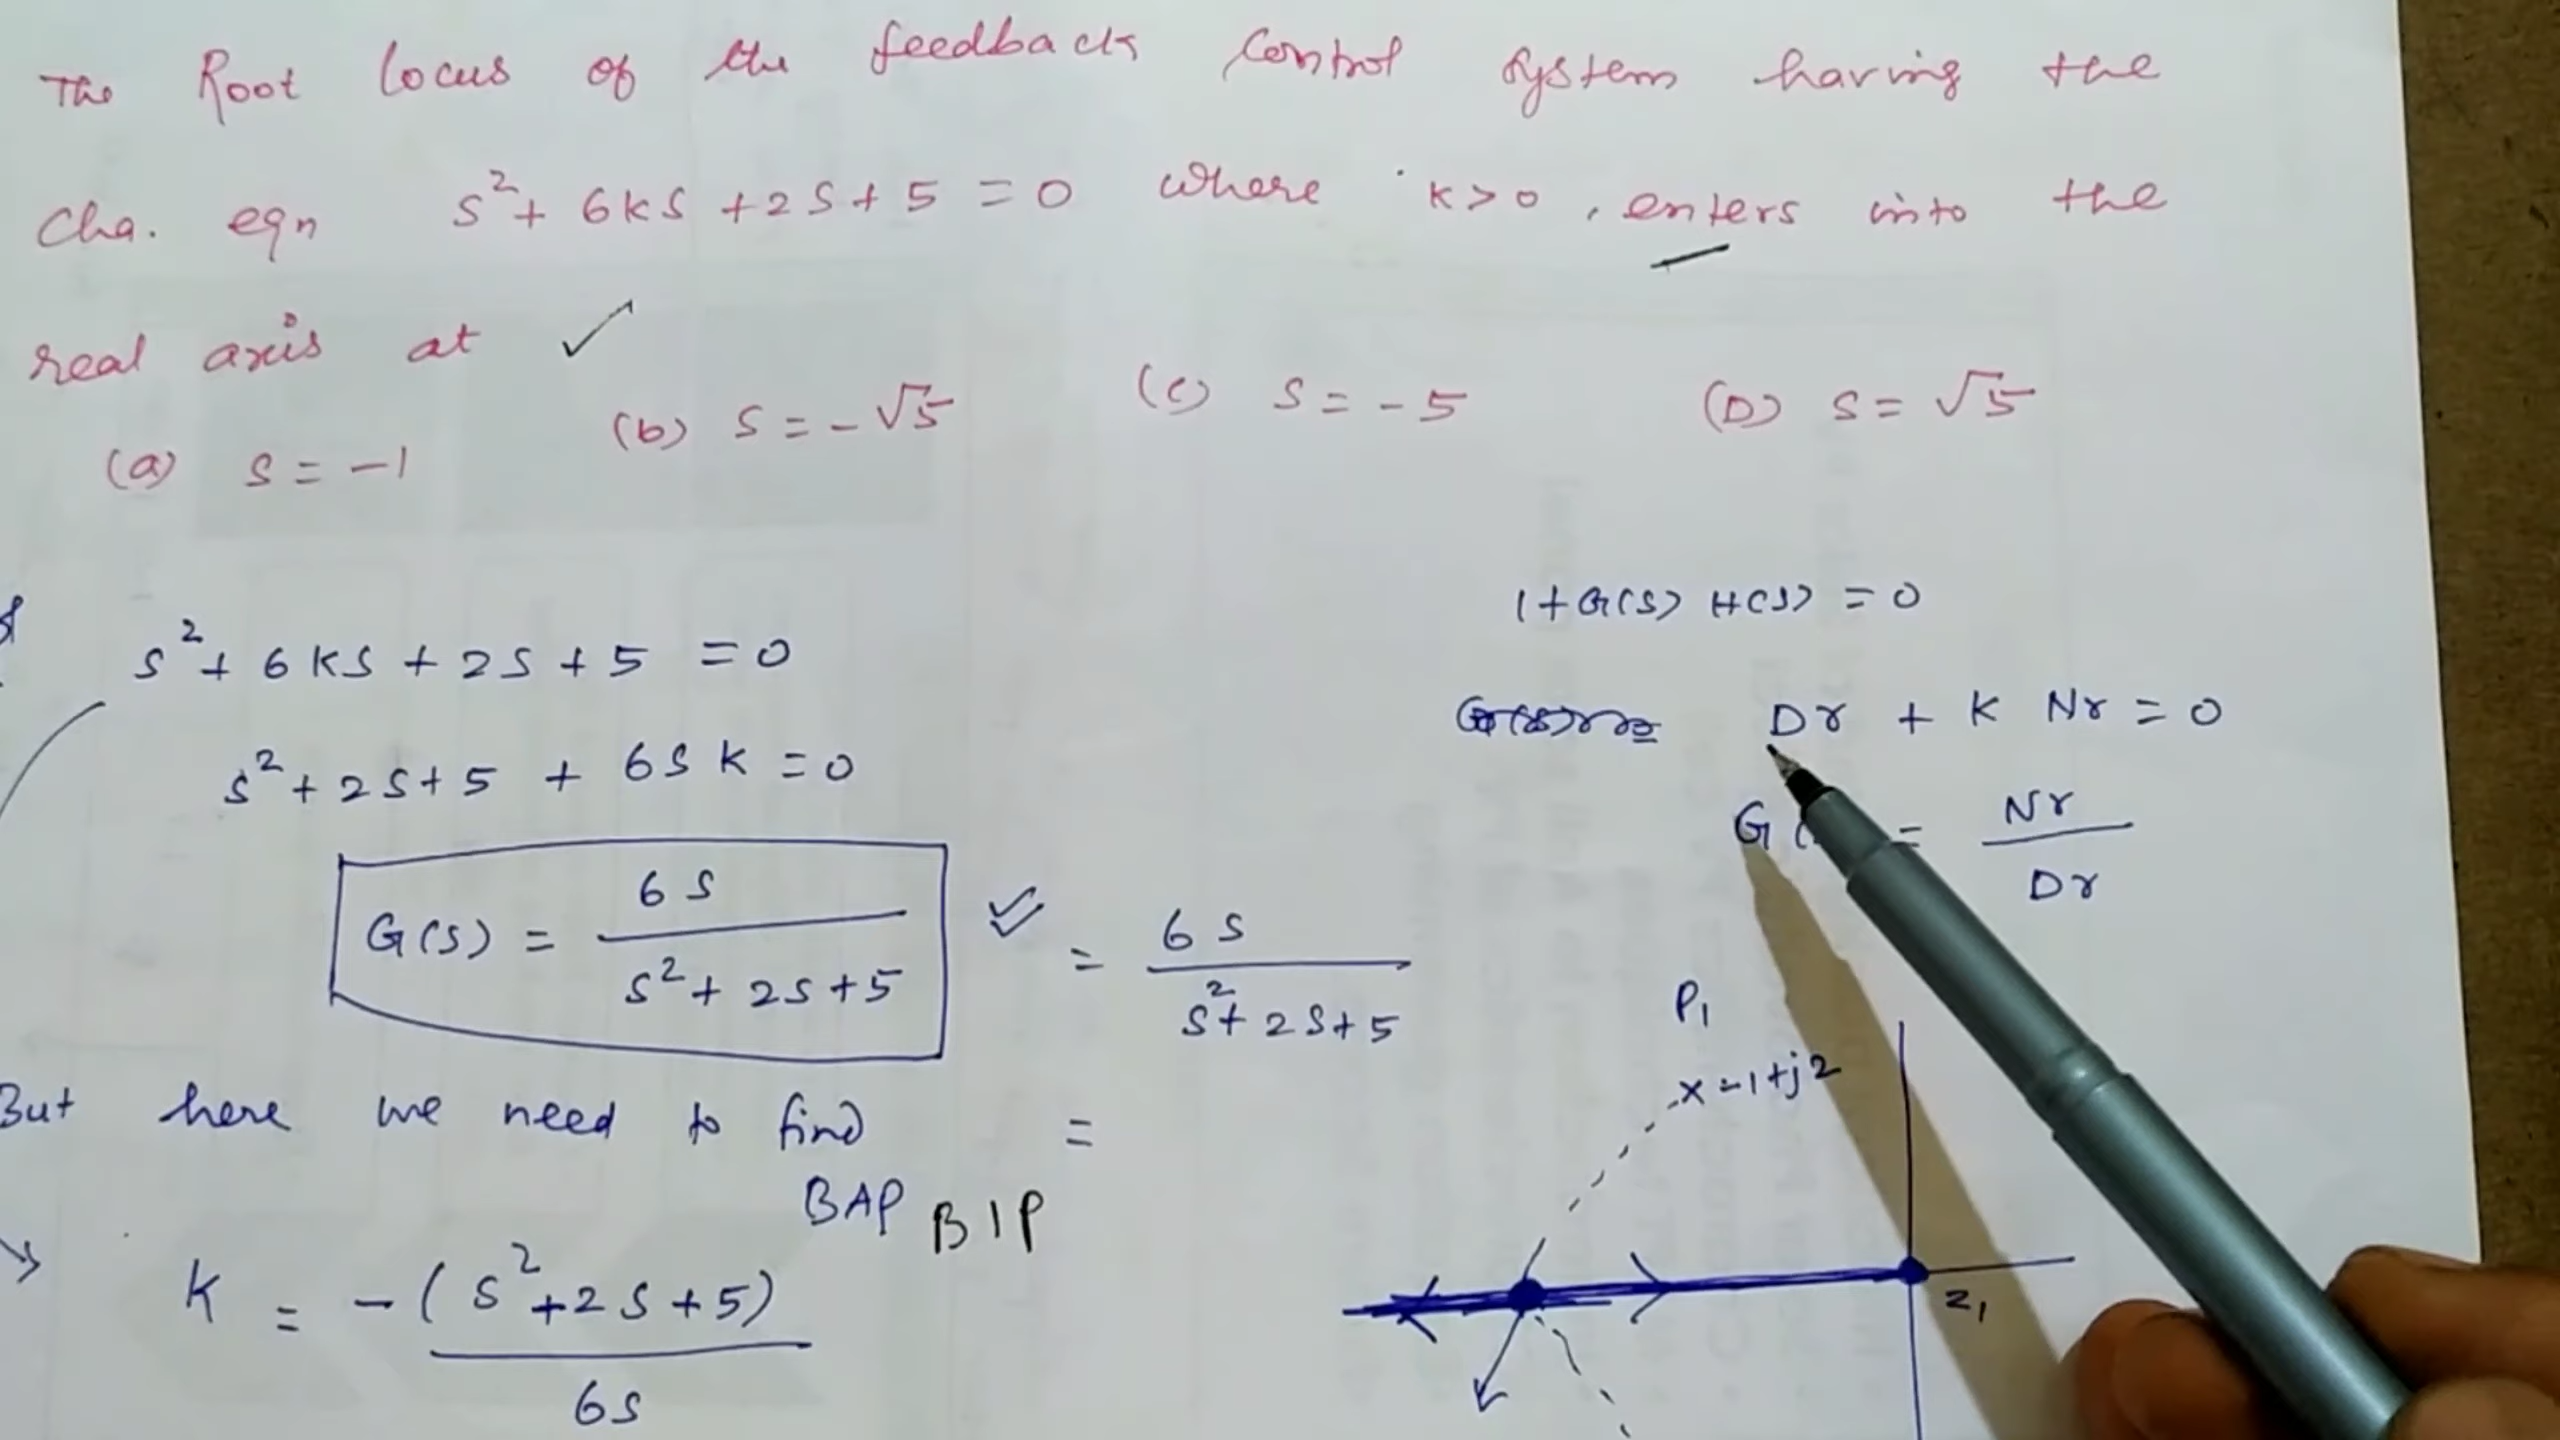 The Root locus of the feedback control system having the
Cha. eqn s²+ 6ks +2s+5 = 0 where k>0, enters into the
real axis at
(a) s = -1 (b) s = -√5 (c) s = -5 (D) s = √5
1+G(s) H(s) = 0
s²+ 6ks + 2s + 5 = 0
Dr + k Nr = 0
s²+2s+5 + 6s k = 0
G = Nr / Dr
G(s) = 6s / s²+ 2s+5 = 6s / s²+2s+5
P₁
x -1+j2
But here we need to find =
BAP BIP
k = -(s²+2s+5) / 6s
z₁